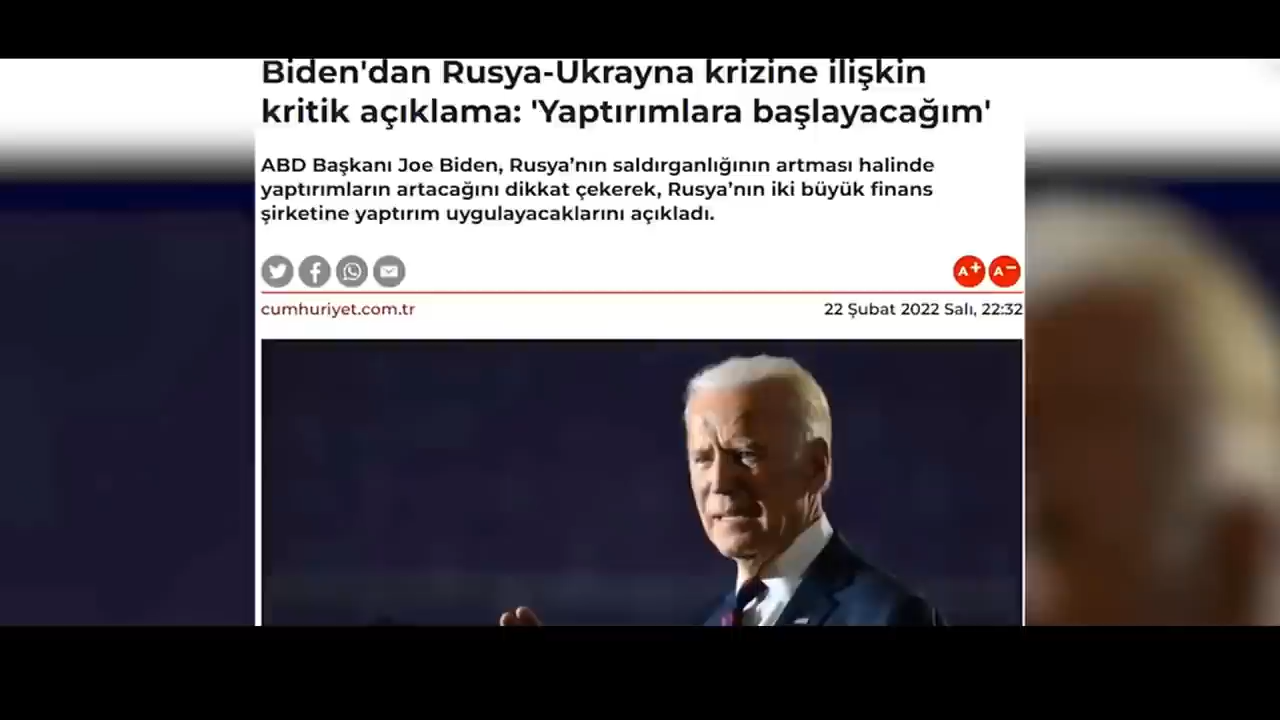 Biden'dan Rusya-Ukrayna krizine ilişkin
kritik açıklama: 'Yaptırımlara başlayacağım'
ABD Başkanı Joe Biden, Rusya’nın saldırganlığının artması halinde
yaptırımların artacağını dikkat çekerek, Rusya’nın iki büyük finans
şirketine yaptırım uygulayacaklarını açıkladı.
A+ A-
cumhuriyet.com.tr 22 Şubat 2022 Salı, 22:32